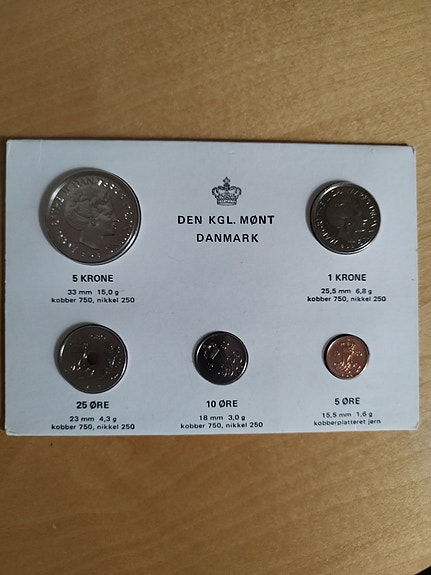 DEN KGL. MØNT
DANMARK
5 KRONE
33 mm 15,0 g
kobber 750, nikkel 250
1 KRONE
25,5 mm 6,8 g
kobber 750, nikkel 250
25 ØRE
23 mm 4,3 g
kobber 750, nikkel 250
10 ØRE
18 mm 3,0 g
kobber 750, nikkel 250
5 ØRE
15,5 mm 1,6 g
kobberplatteret jern